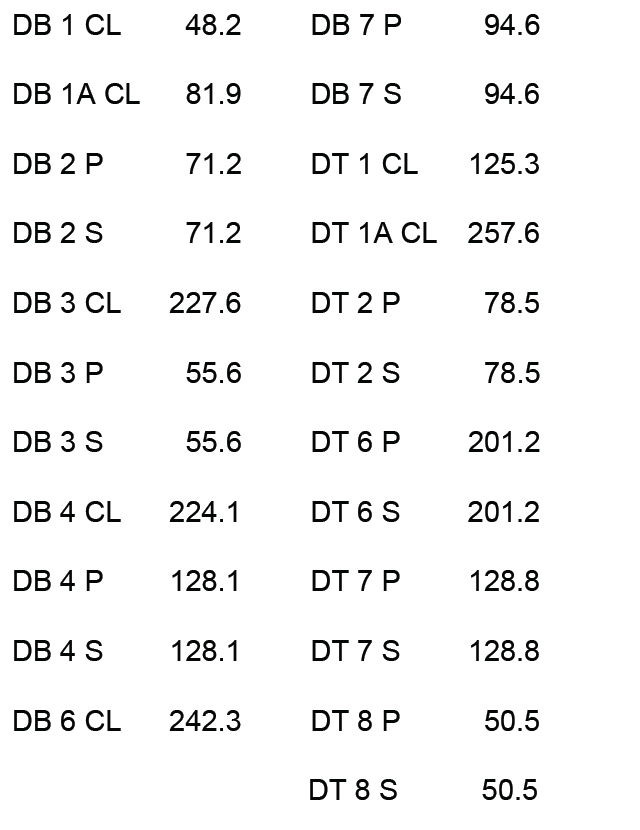 DB 1 CL 48.2 DB 7 P 94.6
DB 1A CL 81.9 DB 7 S 94.6
DB 2 P 71.2 DT 1 CL 125.3
DB 2 S 71.2 DT 1A CL 257.6
DB 3 CL 227.6 DT 2 P 78.5
DB 3 P 55.6 DT 2 S 78.5
DB 3 S 55.6 DT 6 P 201.2
DB 4 CL 224.1 DT 6 S 201.2
DB 4 P 128.1 DT 7 P 128.8
DB 4 S 128.1 DT 7 S 128.8
DB 6 CL 242.3 DT 8 P 50.5
DT 8 S 50.5